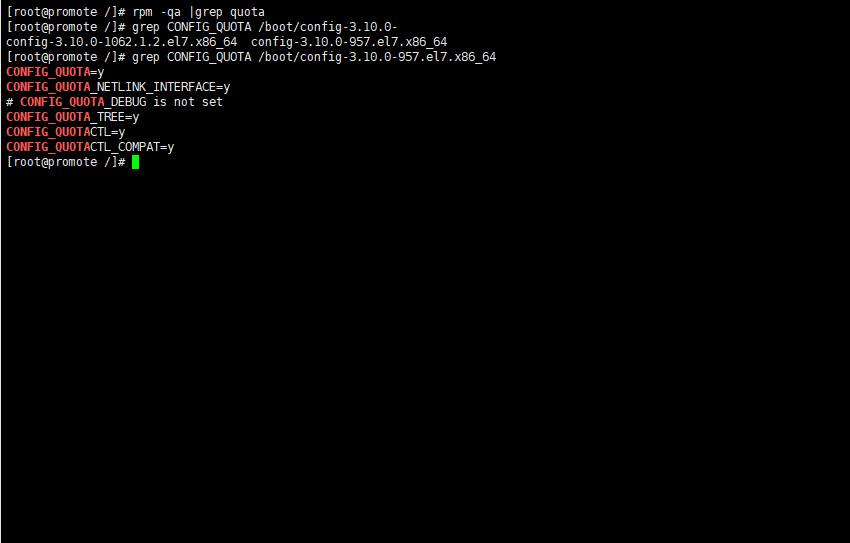 [root@promote /]# rpm -qa |grep quota
[root@promote /]# grep CONFIG_QUOTA /boot/config-3.10.0-
config-3.10.0-1062.1.2.el7.x86_64  config-3.10.0-957.el7.x86_64
[root@promote /]# grep CONFIG_QUOTA /boot/config-3.10.0-957.el7.x86_64
CONFIG_QUOTA=y
CONFIG_QUOTA_NETLINK_INTERFACE=y
# CONFIG_QUOTA_DEBUG is not set
CONFIG_QUOTA_TREE=y
CONFIG_QUOTACTL=y
CONFIG_QUOTACTL_COMPAT=y
[root@promote /]#